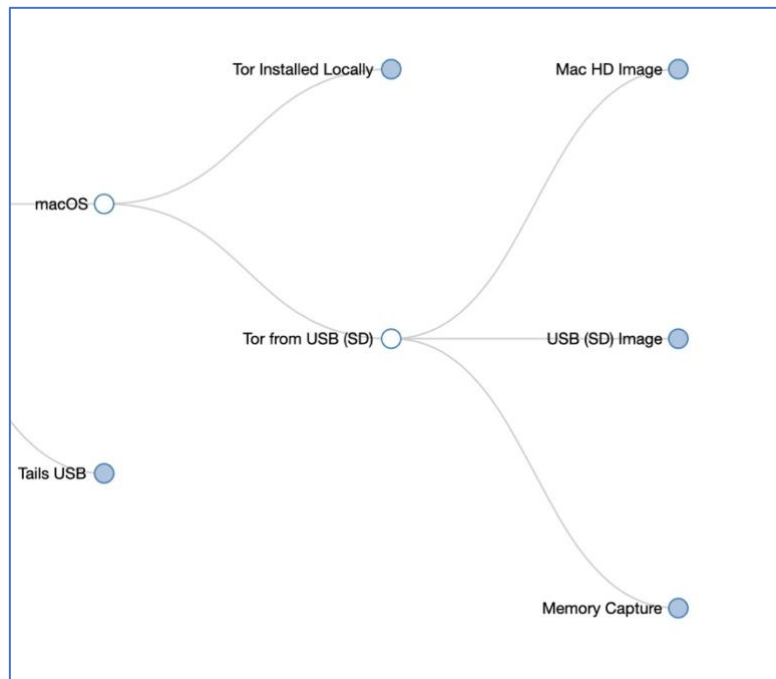 Tor Installed Locally
Mac HD Image
macOS
Tor from USB (SD)
USB (SD) Image
Tails USB
Memory Capture